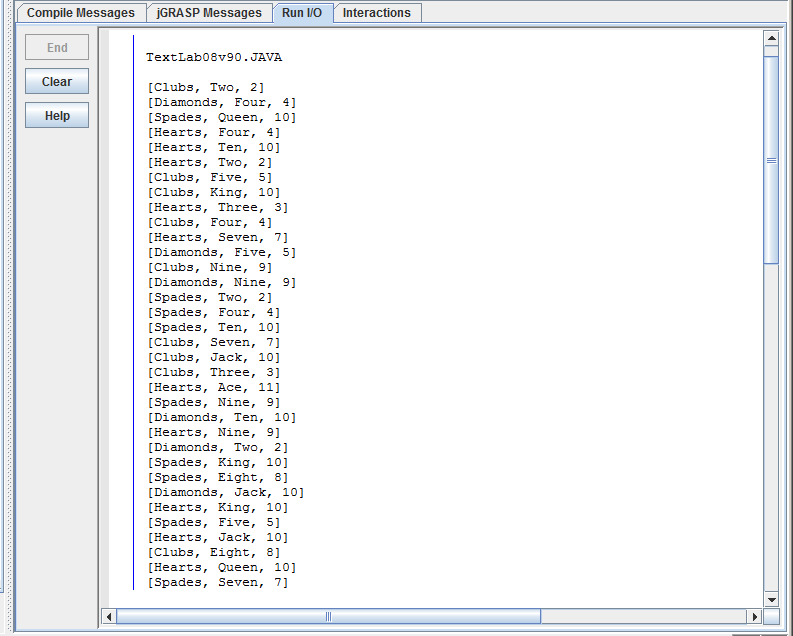 Compile Messages jGRASP Messages Run I/O Interactions
End
Clear
Help
TextLab08v90.JAVA
[Clubs, Two, 2]
[Diamonds, Four, 4]
[Spades, Queen, 10]
[Hearts, Four, 4]
[Hearts, Ten, 10]
[Hearts, Two, 2]
[Clubs, Five, 5]
[Clubs, King, 10]
[Hearts, Three, 3]
[Clubs, Four, 4]
[Hearts, Seven, 7]
[Diamonds, Five, 5]
[Clubs, Nine, 9]
[Diamonds, Nine, 9]
[Spades, Two, 2]
[Spades, Four, 4]
[Spades, Ten, 10]
[Clubs, Seven, 7]
[Clubs, Jack, 10]
[Clubs, Three, 3]
[Hearts, Ace, 11]
[Spades, Nine, 9]
[Diamonds, Ten, 10]
[Hearts, Nine, 9]
[Diamonds, Two, 2]
[Spades, King, 10]
[Spades, Eight, 8]
[Diamonds, Jack, 10]
[Hearts, King, 10]
[Spades, Five, 5]
[Hearts, Jack, 10]
[Clubs, Eight, 8]
[Hearts, Queen, 10]
[Spades, Seven, 7]